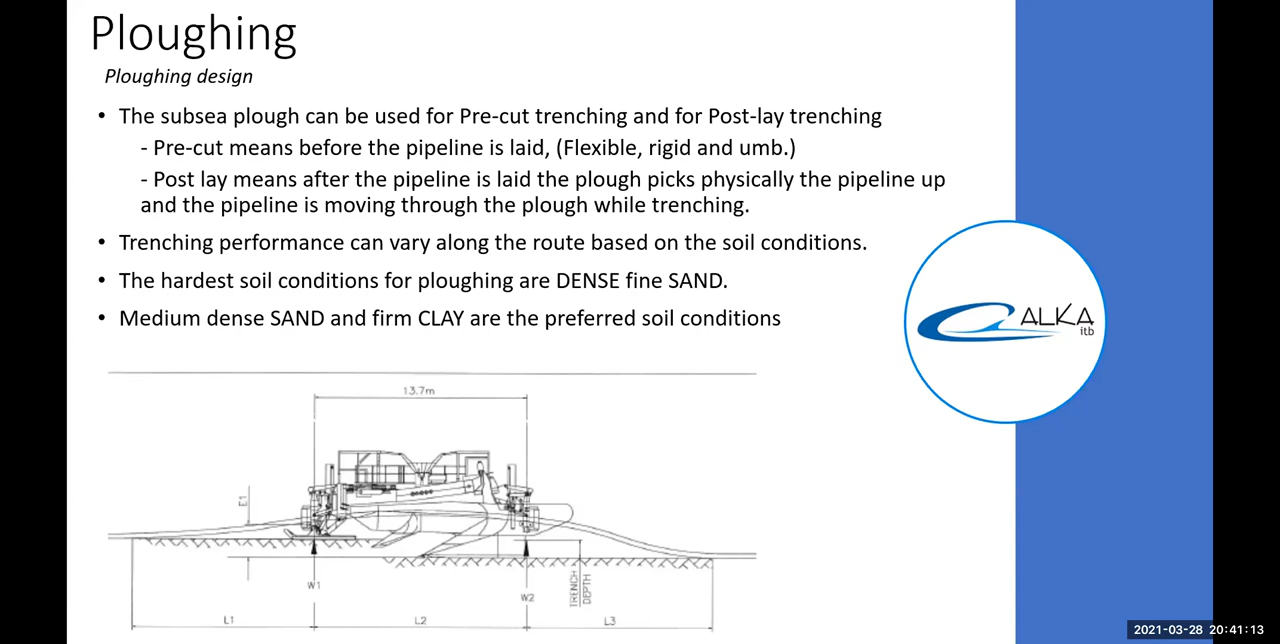 Ploughing
Ploughing design
• The subsea plough can be used for Pre-cut trenching and for Post-lay trenching
- Pre-cut means before the pipeline is laid, (Flexible, rigid and umb.)
- Post lay means after the pipeline is laid the plough picks physically the pipeline up
and the pipeline is moving through the plough while trenching.
• Trenching performance can vary along the route based on the soil conditions.
• The hardest soil conditions for ploughing are DENSE fine SAND.
• Medium dense SAND and firm CLAY are the preferred soil conditions
ALKA
itb
13.7m
E1
W1
W2
TRENCH
DEPTH
L1
L2
L3
2021-03-28 20:41:13